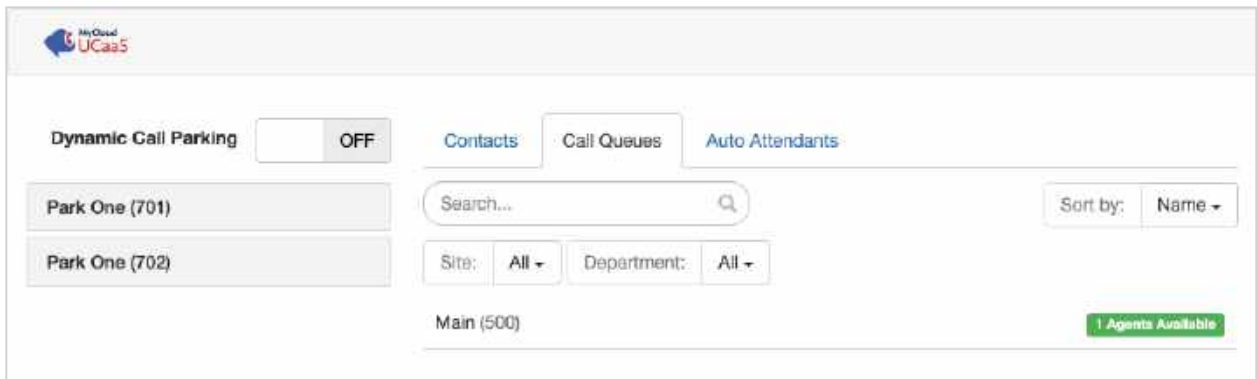 MyCloud
UCaaS
Dynamic Call Parking OFF
Park One (701)
Park One (702)
Contacts Call Queues Auto Attendants
Search... Sort by: Name
Site: All Department: All
Main (500) 1 Agents Available